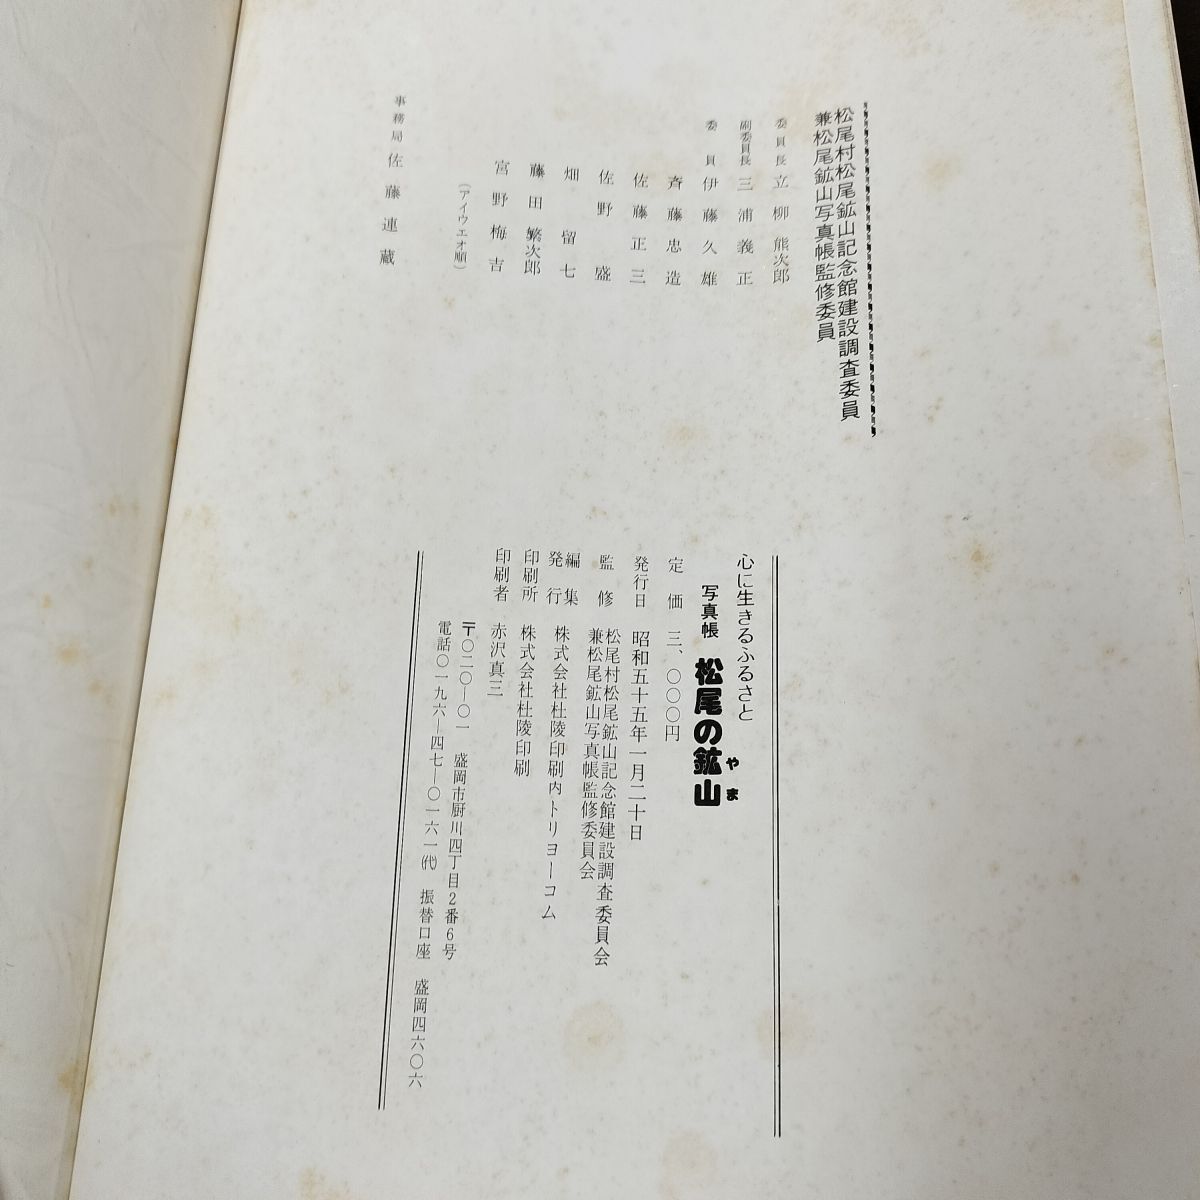 松尾村松尾鉱山記念館建設調査委員
兼松尾鉱山写真帳監修委員
委員長 立柳熊次郎
副委員長 三浦義正
委員 伊藤久雄
斉藤忠造
佐藤正三
佐野盛
畑留七
藤田繁次郎
宮野梅吉
(アイウエオ順)
事務局 佐藤連蔵
心に生きるふるさと
写真帳 松尾の鉱山
やま
定価 三、〇〇〇円
発行日 昭和五十五年一月二十日
監修 松尾村松尾鉱山記念館建設調査委員会
兼松尾鉱山写真帳監修委員会
編集
発行 株式会社杜陵印刷内トリョーコム
印刷所 株式会社杜陵印刷
印刷者 赤沢真三
〒〇二〇-〇一 盛岡市厨川四丁目2番6号
電話〇一九六-四七-〇一六一(代) 振替口座 盛岡四六〇六